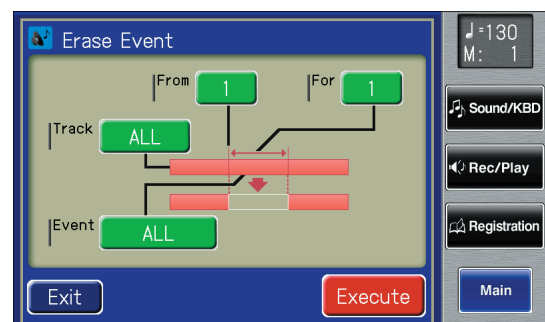 Erase Event
♩=130
M: 1
From
1
For
1
Track
ALL
Event
ALL
Sound/KBD
Rec/Play
Registration
Exit
Execute
Main